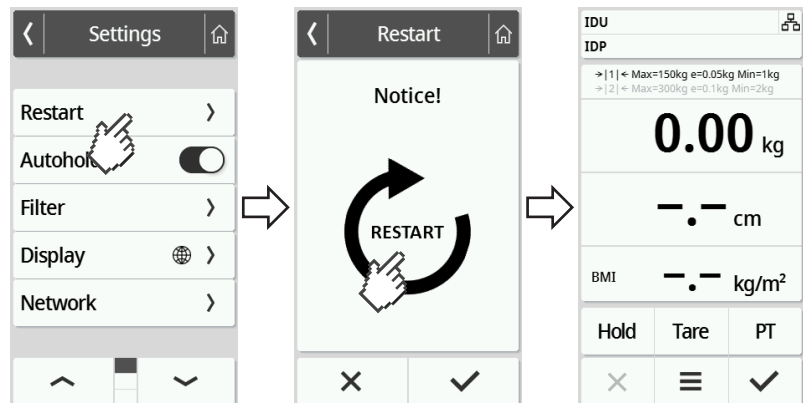 Settings
Restart
Autohol
Filter
Display
Network
Restart
Notice!
RESTART
IDU
IDP
→|1|← Max=150kg e=0.05kg Min=1kg
→|2|← Max=300kg e=0.1kg Min=2kg
0.00 kg
-.- cm
BMI -.- kg/m²
Hold Tare PT